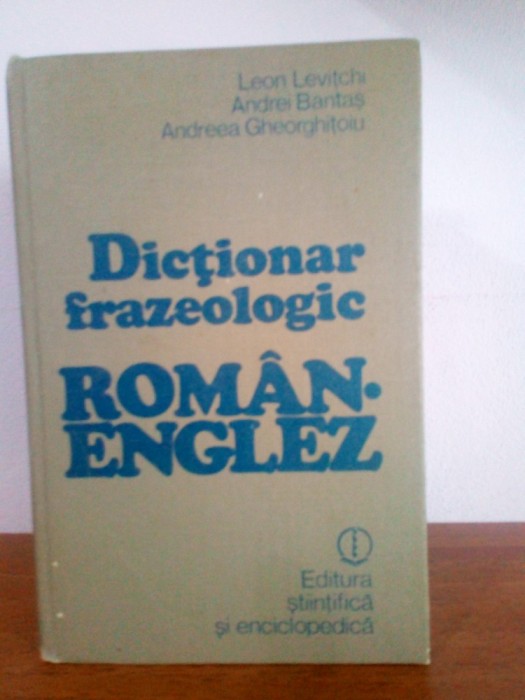 Leon Levițchi
Andrei Bantaș
Andreea Gheorghițoiu
Dicționar
frazeologic
ROMÂN-
ENGLEZ
Editura
științifică
și enciclopedică